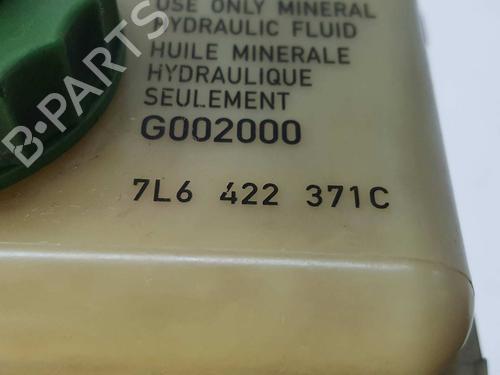 USE ONLY MINERAL
HYDRAULIC FLUID
HUILE MINERALE
HYDRAULIQUE
SEULEMENT
G002000
7L6 422 371C
B-PARTS